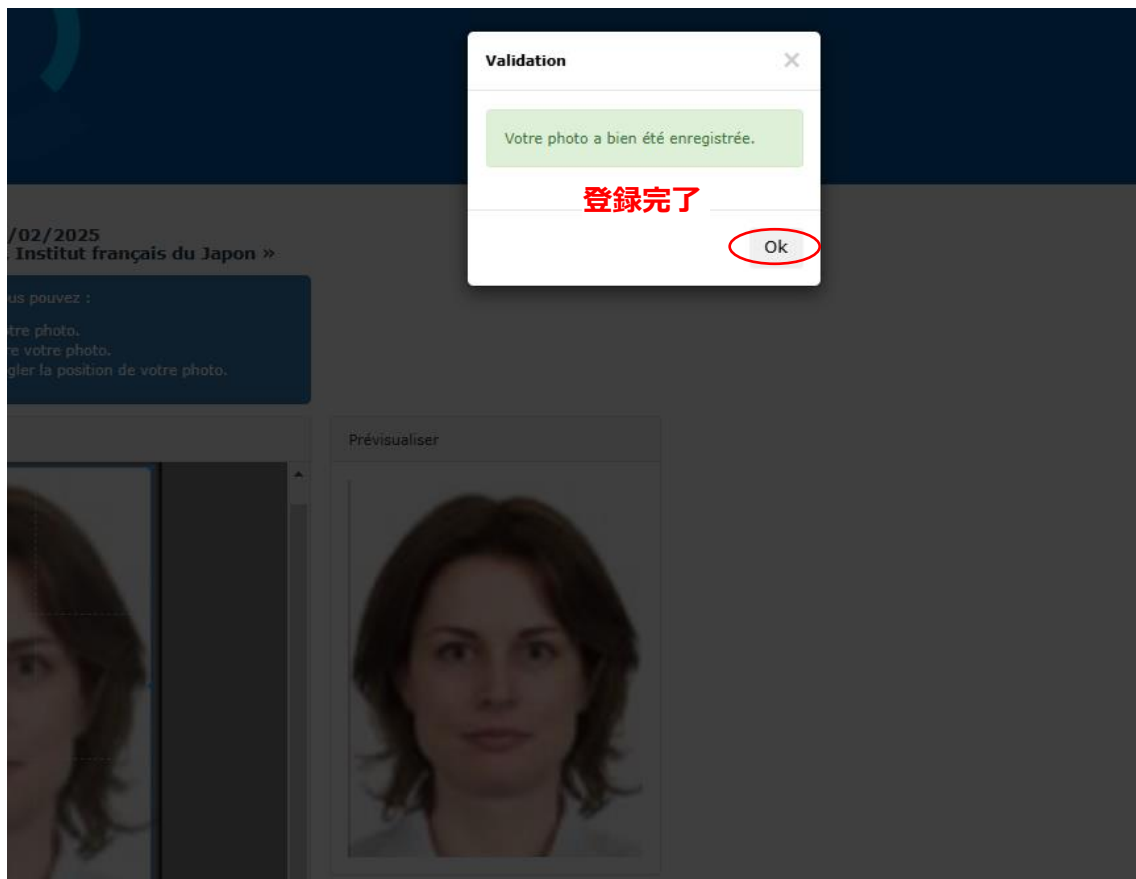 Validation
×
Votre photo a bien été enregistrée.
登録完了
Ok
/02/2025
Institut français du Japon »
us pouvez :
tre photo.
re votre photo.
gler la position de votre photo.
Prévisualiser